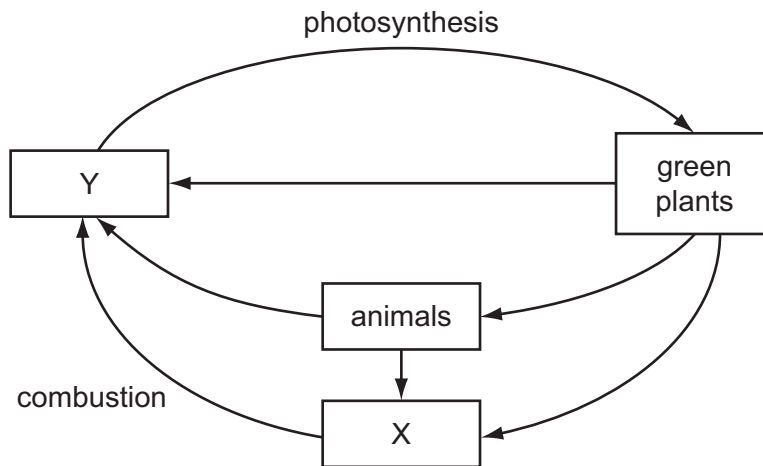 photosynthesis
Y
green
plants
animals
combustion
X